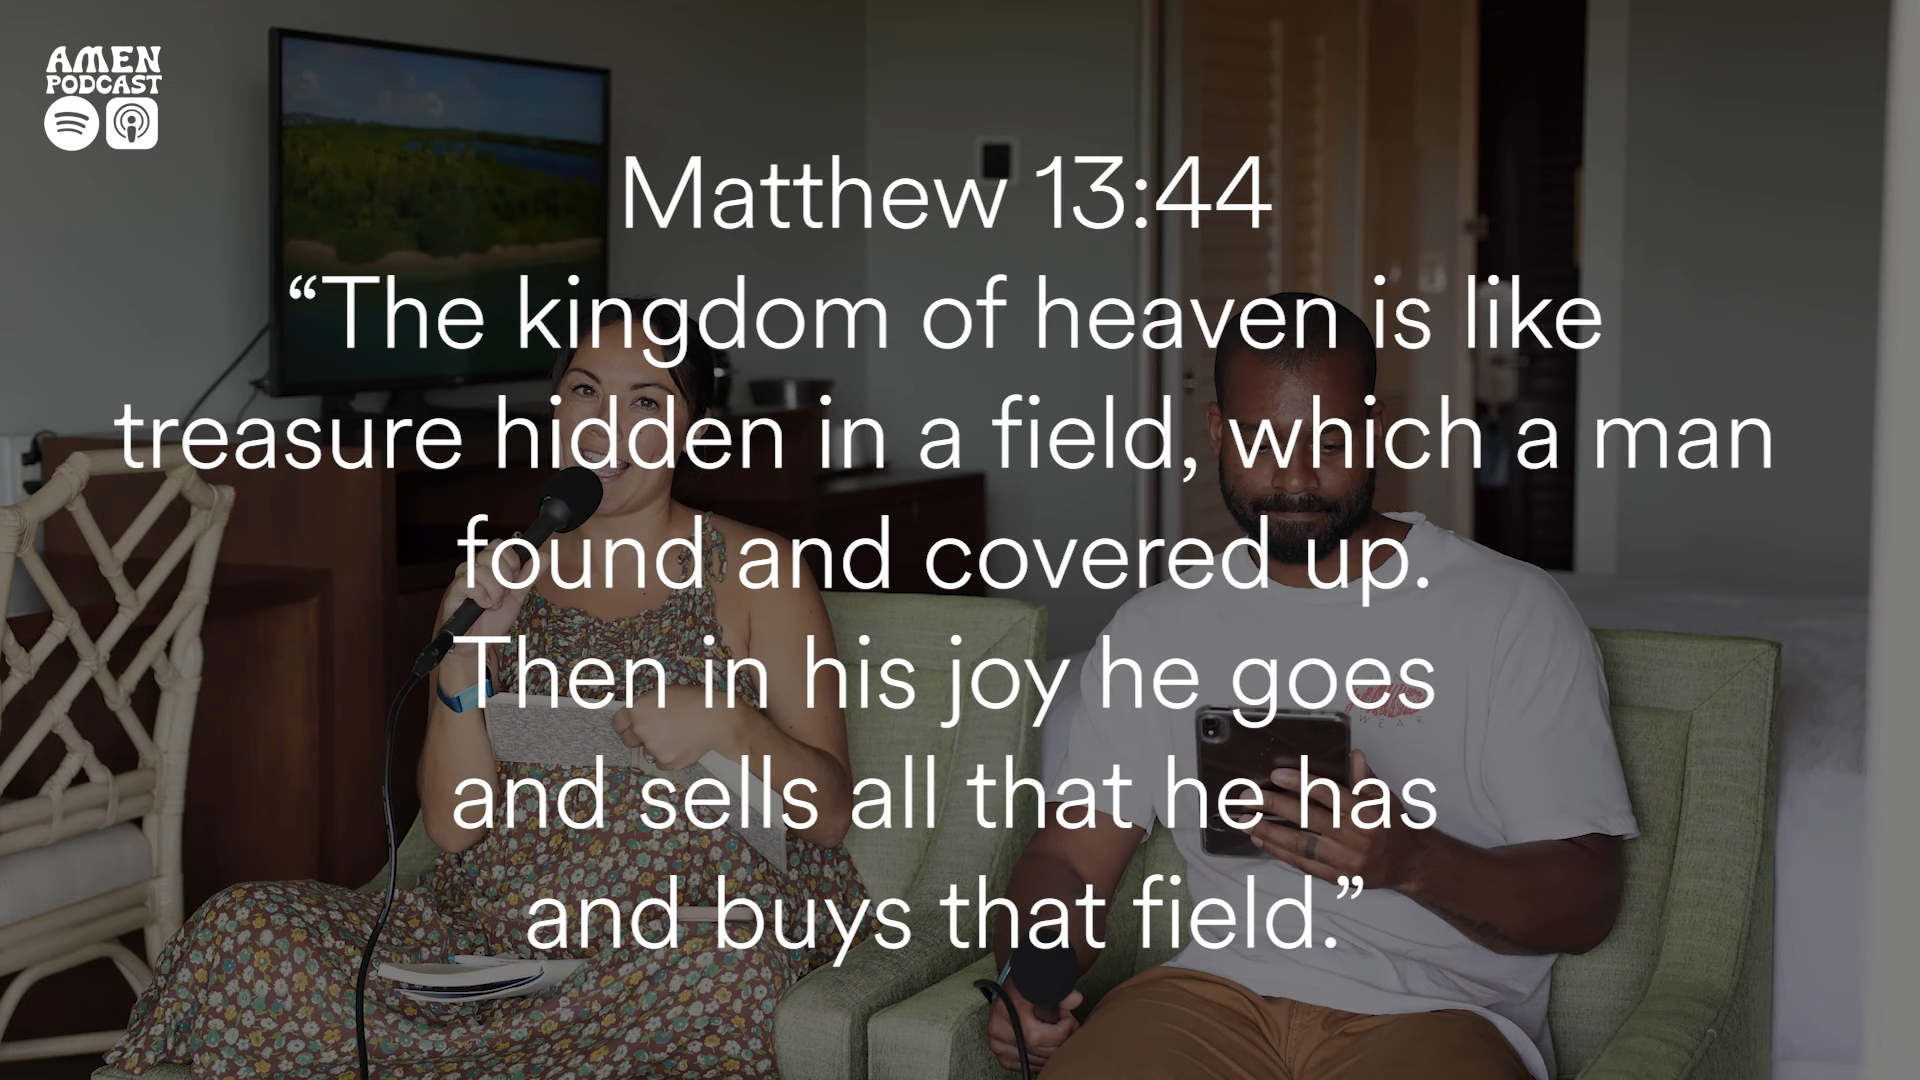 AMEN
PODCAST
Matthew 13:44
“The kingdom of heaven is like
treasure hidden in a field, which a man
found and covered up.
Then in his joy he goes
and sells all that he has
and buys that field.”
WEAR